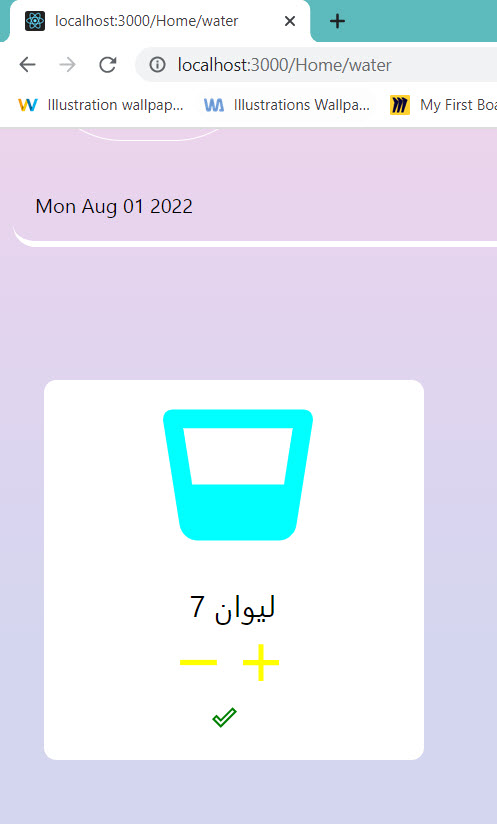 localhost:3000/Home/water
localhost:3000/Home/water
Illustration wallpap...
Illustrations Wallpa...
My First Boa
Mon Aug 01 2022
لیوان 7